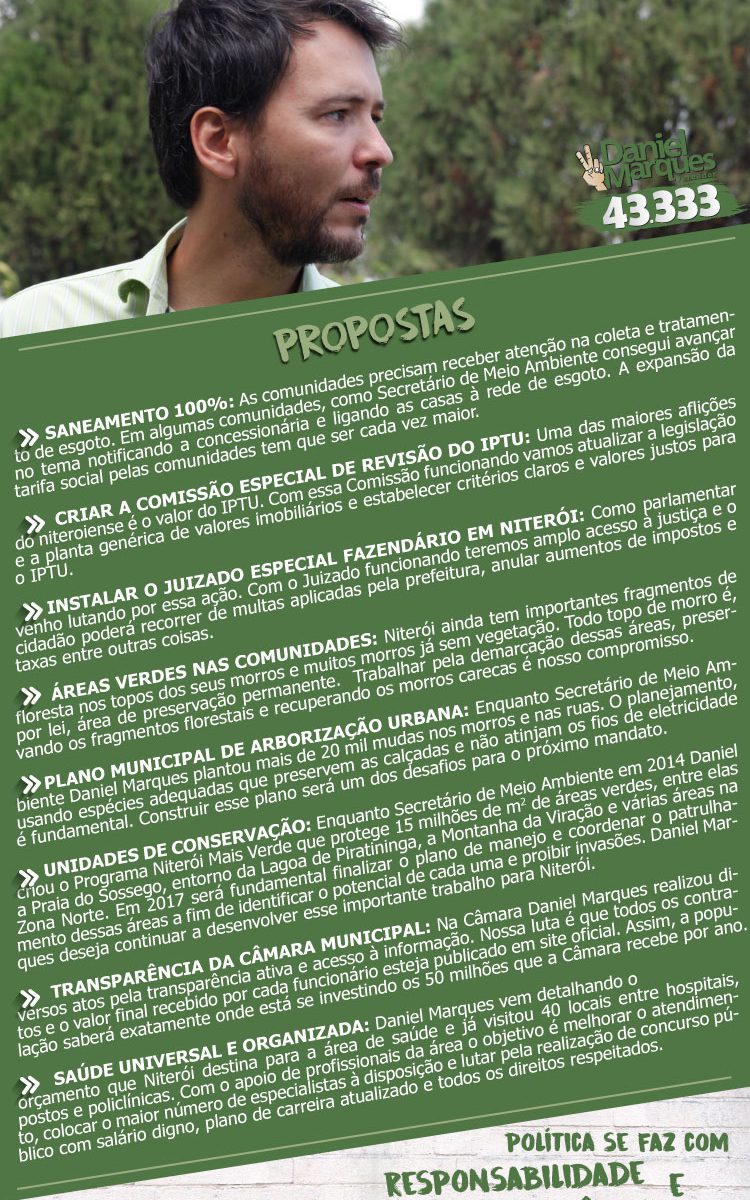 Daniel
Marques
Vereador
43.333
PROPOSTAS
SANEAMENTO 100%: As comunidades precisam receber atenção na coleta e tratamen-
to de esgoto. Em algumas comunidades, como Secretário de Meio Ambiente consegui avançar
no tema notificando a concessionária e ligando as casas à rede de esgoto. A expansão da
tarifa social pelas comunidades tem que ser cada vez maior.
CRIAR A COMISSÃO ESPECIAL DE REVISÃO DO IPTU: Uma das maiores aflições
do niteroiense é o valor do IPTU. Com essa Comissão funcionando vamos atualizar a legislação
e a planta genérica de valores imobiliários e estabelecer critérios claros e valores justos para
o IPTU.
INSTALAR O JUIZADO ESPECIAL FAZENDÁRIO EM NITERÓI: Como parlamentar
venho lutando por essa ação. Com o Juizado funcionando teremos amplo acesso à justiça e o
cidadão poderá recorrer de multas aplicadas pela prefeitura, anular aumentos de impostos e
taxas entre outras coisas.
ÁREAS VERDES NAS COMUNIDADES: Niterói ainda tem importantes fragmentos de
floresta nos topos dos seus morros e muitos morros já sem vegetação. Todo topo de morro é,
por lei, área de preservação permanente. Trabalhar pela demarcação dessas áreas, preser-
vando os fragmentos florestais e recuperando os morros carecas é nosso compromisso.
PLANO MUNICIPAL DE ARBORIZAÇÃO URBANA: Enquanto Secretário de Meio Am-
biente Daniel Marques plantou mais de 20 mil mudas nos morros e nas ruas. O planejamento,
usando espécies adequadas que preservem as calçadas e não atinjam os fios de eletricidade
é fundamental. Construir esse plano será um dos desafios para o próximo mandato.
UNIDADES DE CONSERVAÇÃO: Enquanto Secretário de Meio Ambiente em 2014 Daniel
criou o Programa Niterói Mais Verde que protege 15 milhões de m² de áreas verdes, entre elas
a Praia do Sossego, entorno da Lagoa de Piratininga, a Montanha da Viração e várias áreas na
Zona Norte. Em 2017 será fundamental finalizar o plano de manejo e coordenar o patrulha-
mento dessas áreas a fim de identificar o potencial de cada uma e proibir invasões. Daniel Mar-
ques deseja continuar a desenvolver esse importante trabalho para Niterói.
TRANSPARÊNCIA DA CÂMARA MUNICIPAL: Na Câmara Daniel Marques realizou di-
versos atos pela transparência ativa e acesso à informação. Nossa luta é que todos os contra-
tos e o valor final recebido por cada funcionário esteja publicado em site oficial. Assim, a popu-
lação saberá exatamente onde está se investindo os 50 milhões que a Câmara recebe por ano.
SAÚDE UNIVERSAL E ORGANIZADA: Daniel Marques vem detalhando o
orçamento que Niterói destina para a área de saúde e já visitou 40 locais entre hospitais,
postos e policlínicas. Com o apoio de profissionais da área o objetivo é melhorar o atendimen-
to, colocar o maior número de especialistas à disposição e lutar pela realização de concurso pú-
blico com salário digno, plano de carreira atualizado e todos os direitos respeitados.
POLÍTICA SE FAZ COM
RESPONSABILIDADE E